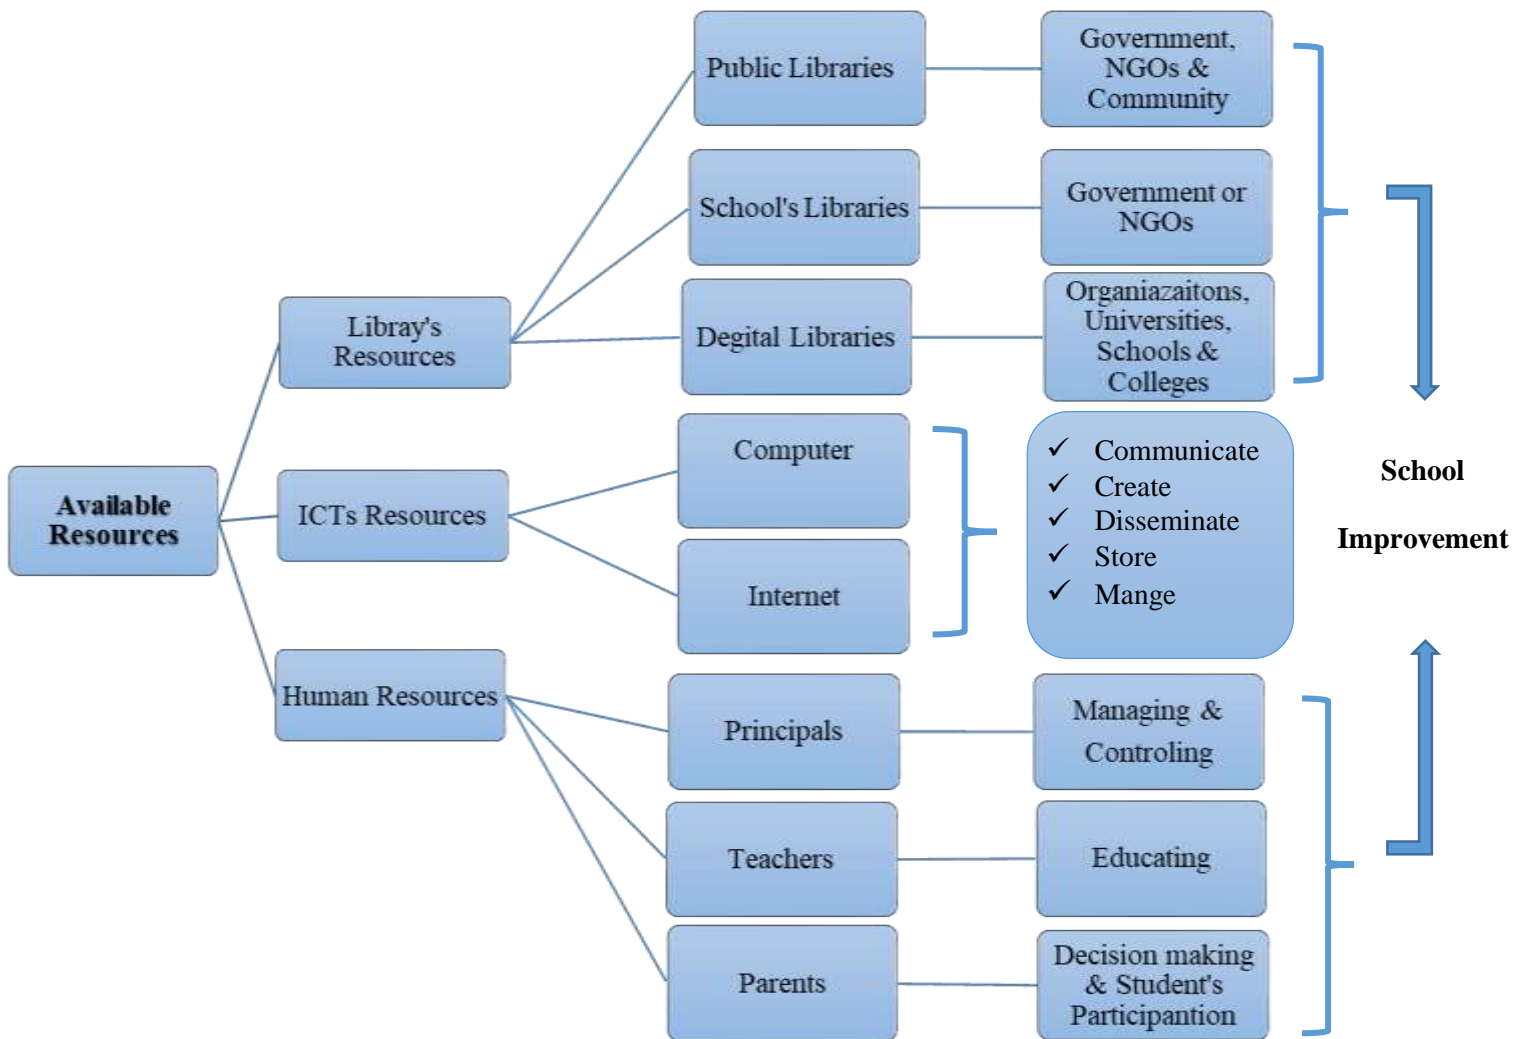 Public Libraries
Government,
NGOs &
Community
School's Libraries
Government or
NGOs
Libray's
Resources
Degital Libraries
Organiazaitons,
Universities,
Schools &
Colleges
Available
Resources
ICTs Resources
Computer
Internet
✓ Communicate
✓ Create
✓ Disseminate
✓ Store
✓ Mange
School
Improvement
Human Resources
Principals
Managing &
Controling
Teachers
Educating
Parents
Decision making
& Student's
Participantion